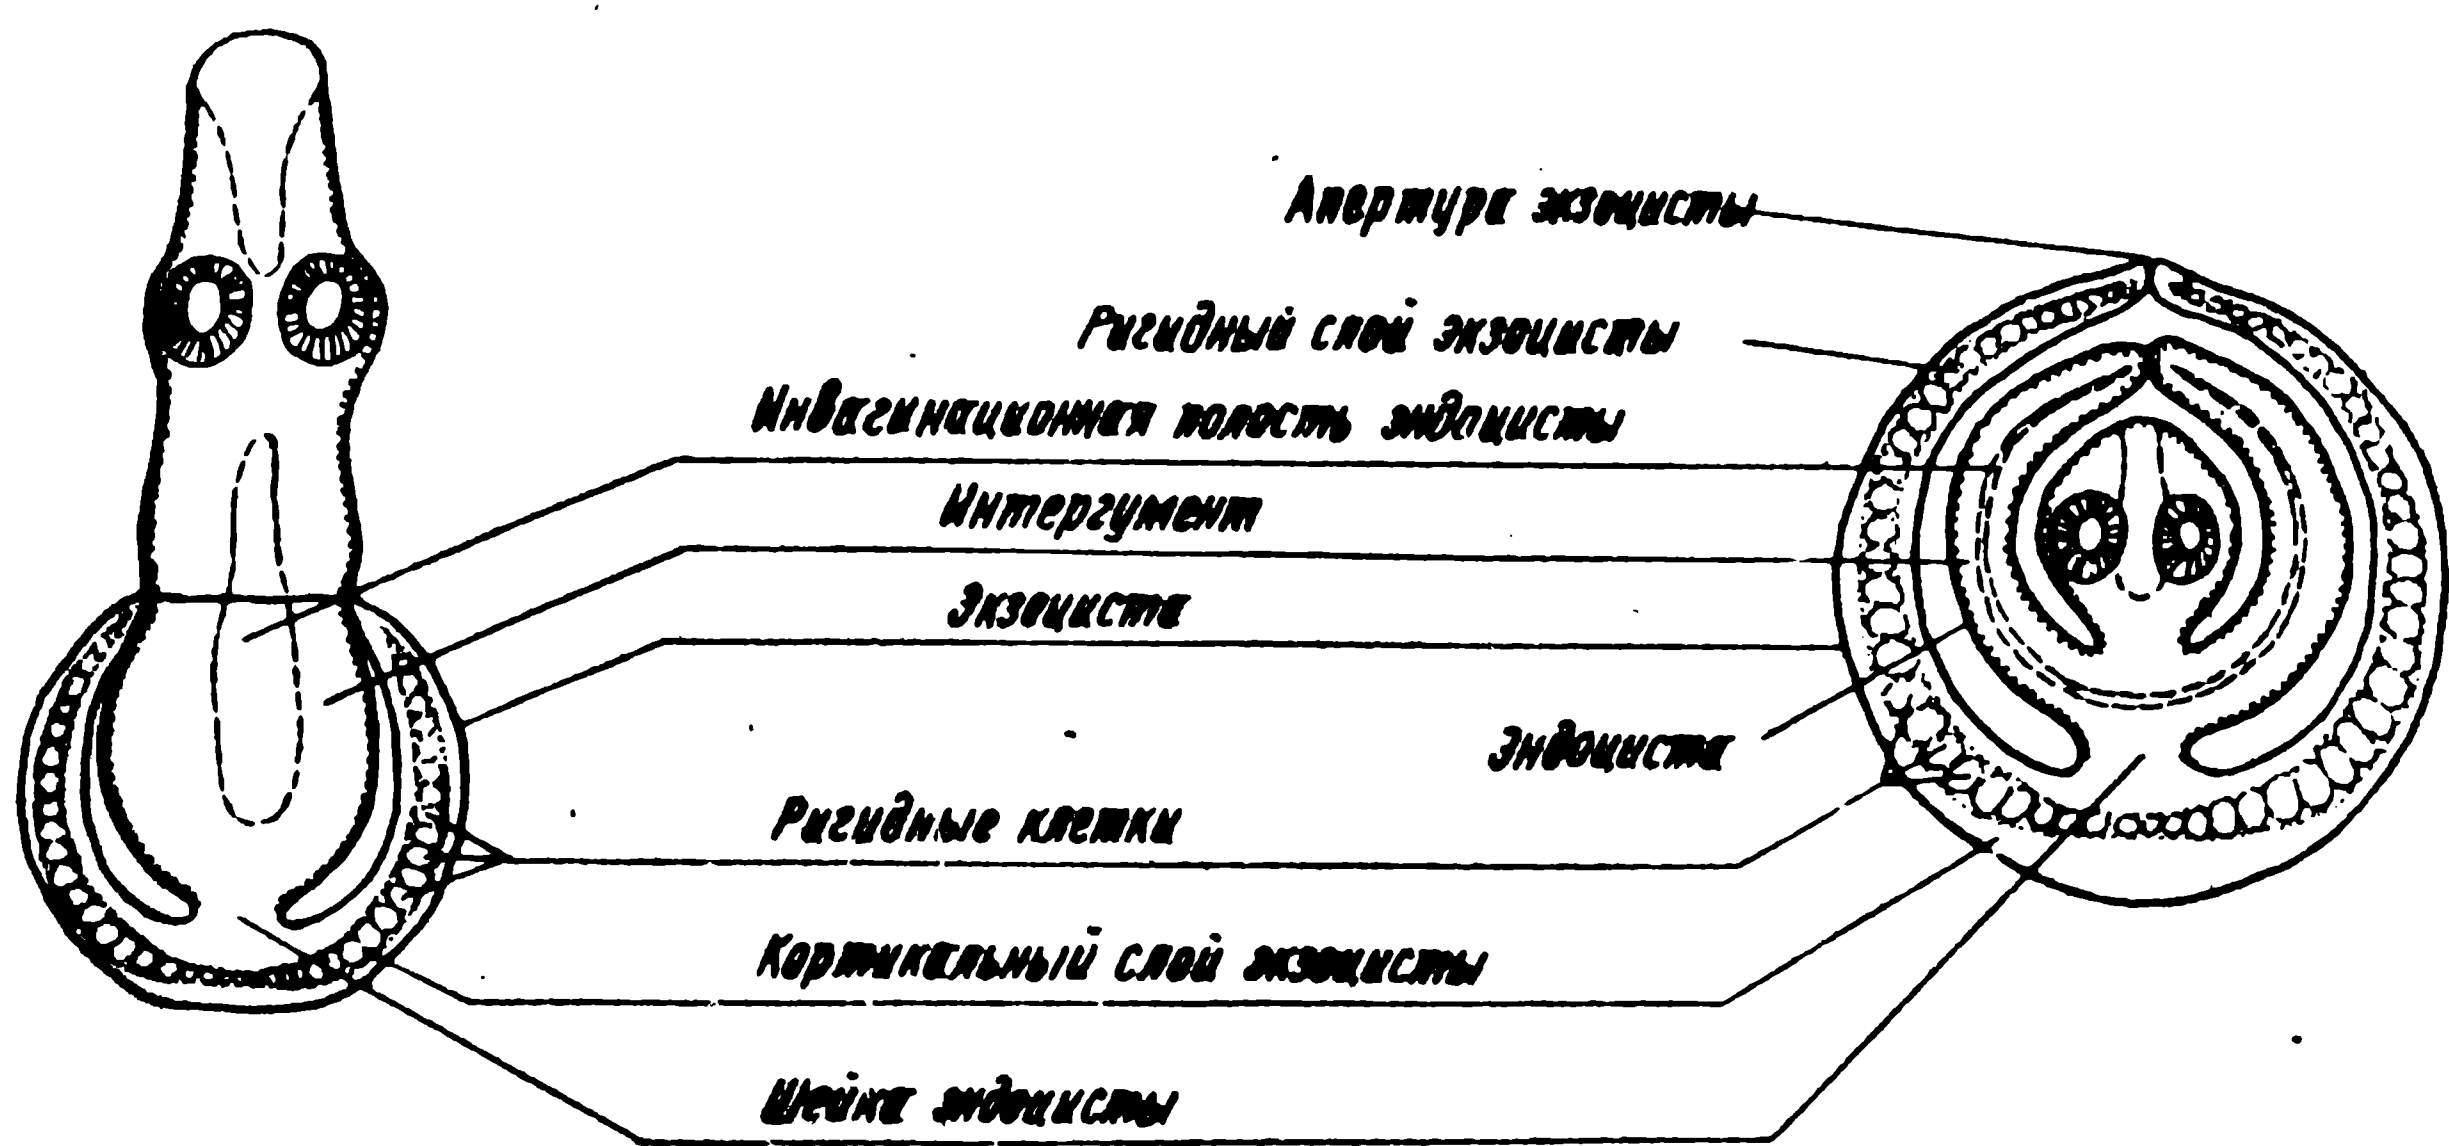 Апертура экзоцисты
Ригидный слой экзоцисты
Инвагинационная полость эндоцисты
Интергумент
Экзоциста
Эндоциста
Ригидные клетки
Кортикальный слой экзоцисты
Шейка эндоцисты